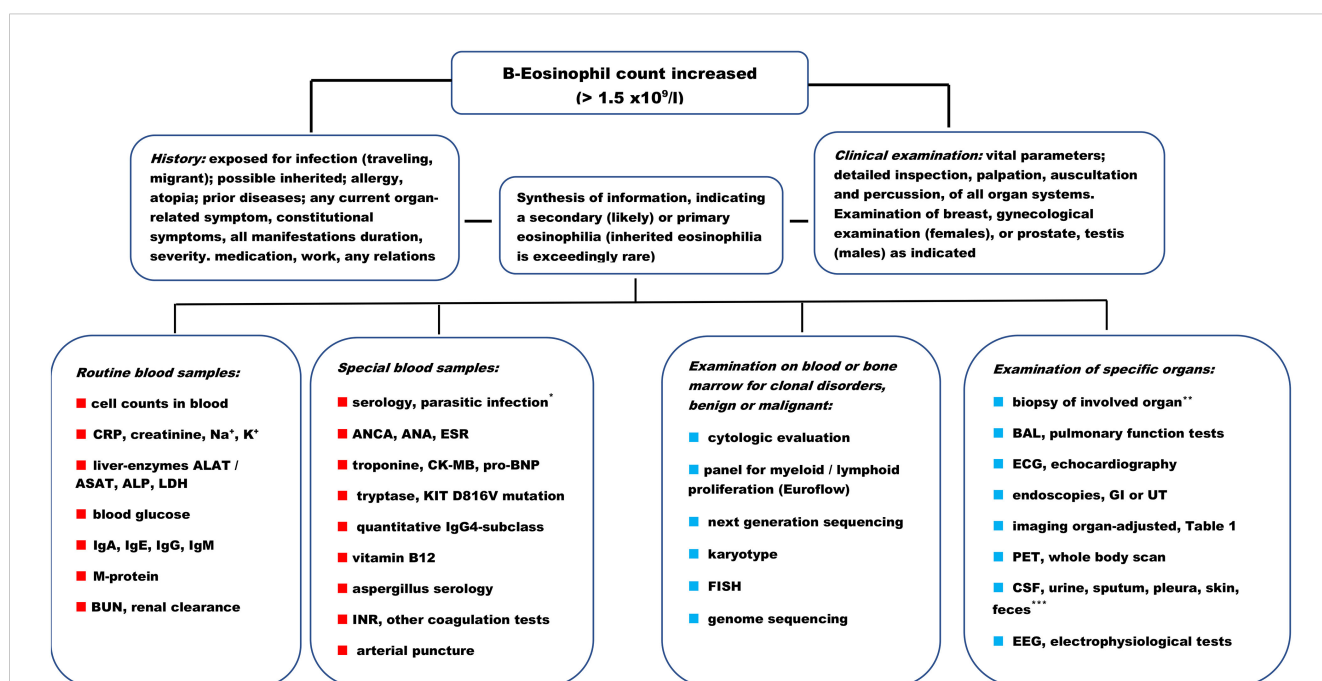 B-Eosinophil count increased
(> 1.5 x10⁹/l)
History: exposed for infection (traveling,
migrant); possible inherited; allergy,
atopia; prior diseases; any current organ-
related symptom, constitutional
symptoms, all manifestations duration,
severity. medication, work, any relations
Synthesis of information, indicating
a secondary (likely) or primary
eosinophilia (inherited eosinophilia
is exceedingly rare)
Clinical examination: vital parameters;
detailed inspection, palpation, auscultation
and percussion, of all organ systems.
Examination of breast, gynecological
examination (females), or prostate, testis
(males) as indicated
Routine blood samples:
cell counts in blood
CRP, creatinine, Na⁺, K⁺
liver-enzymes ALAT /
ASAT, ALP, LDH
blood glucose
IgA, IgE, IgG, IgM
M-protein
BUN, renal clearance
Special blood samples:
serology, parasitic infection*
ANCA, ANA, ESR
troponine, CK-MB, pro-BNP
tryptase, KIT D816V mutation
quantitative IgG4-subclass
vitamin B12
aspergillus serology
INR, other coagulation tests
arterial puncture
Examination on blood or bone
marrow for clonal disorders,
benign or malignant:
cytologic evaluation
panel for myeloid / lymphoid
proliferation (Euroflow)
next generation sequencing
karyotype
FISH
genome sequencing
Examination of specific organs:
biopsy of involved organ**
BAL, pulmonary function tests
ECG, echocardiography
endoscopies, GI or UT
imaging organ-adjusted, Table 1
PET, whole body scan
CSF, urine, sputum, pleura, skin,
feces***
EEG, electrophysiological tests